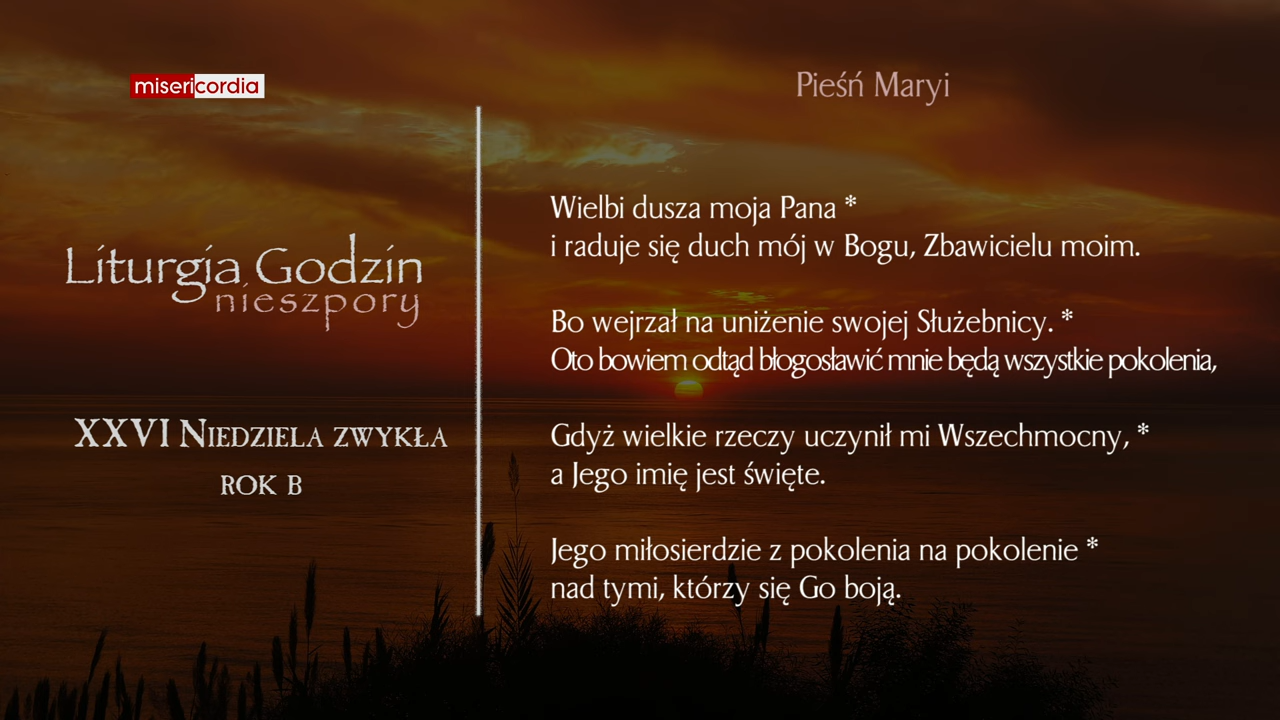 misericordia
Liturgia Godzin
nieszpory
XXVI Niedziela zwykła
rok B
Pieśń Maryi
Wielbi dusza moja Pana *
i raduje się duch mój w Bogu, Zbawicielu moim.
Bo wejrzał na uniżenie swojej Służebnicy. *
Oto bowiem odtąd błogosławić mnie będą wszystkie pokolenia,
Gdyż wielkie rzeczy uczynił mi Wszechmocny, *
a Jego imię jest święte.
Jego miłosierdzie z pokolenia na pokolenie *
nad tymi, którzy się Go boją.